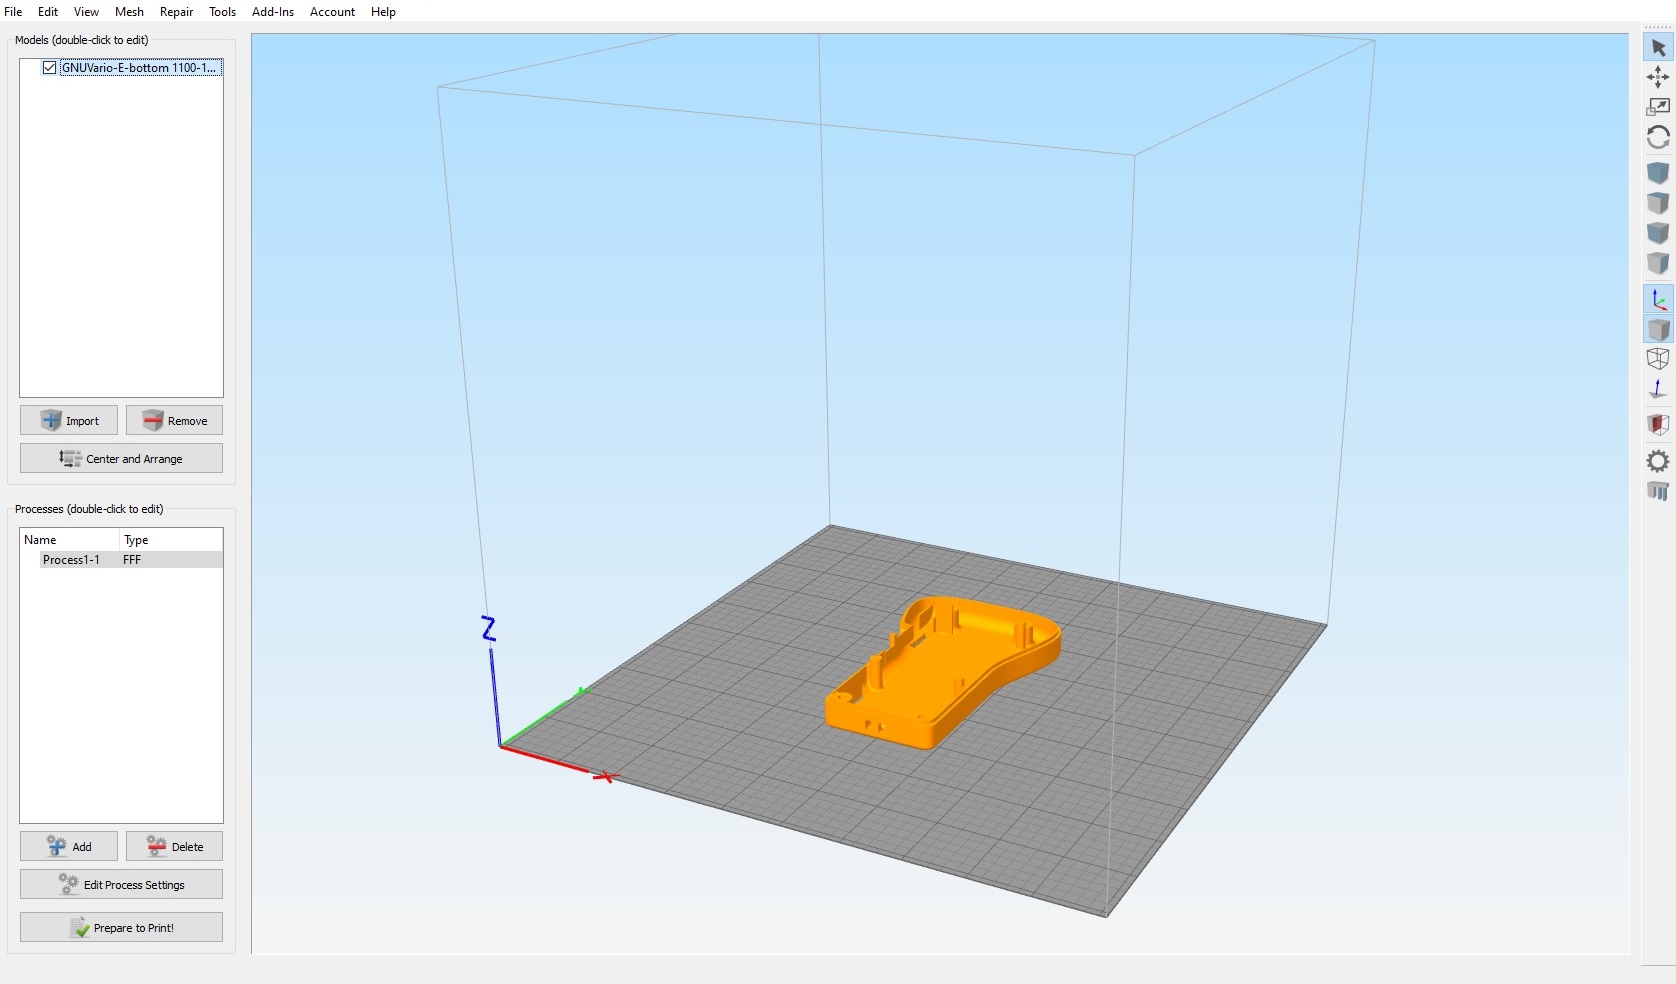 File Edit View Mesh Repair Tools Add-Ins Account Help
Models (double-click to edit)
GNUVario-E-bottom 1100-1...
Import
Remove
Center and Arrange
Processes (double-click to edit)
Name Type
Process1-1 FFF
Add
Delete
Edit Process Settings
Prepare to Print!
Z
X